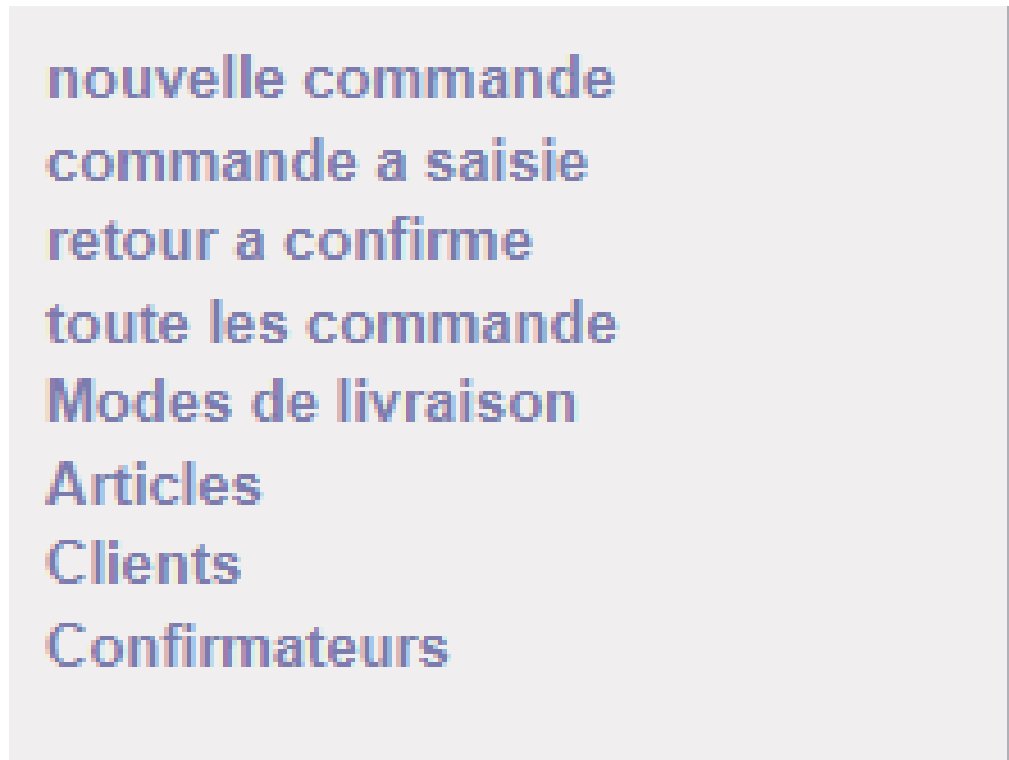 nouvelle commande
commande a saisie
retour a confirme
toute les commande
Modes de livraison
Articles
Clients
Confirmateurs